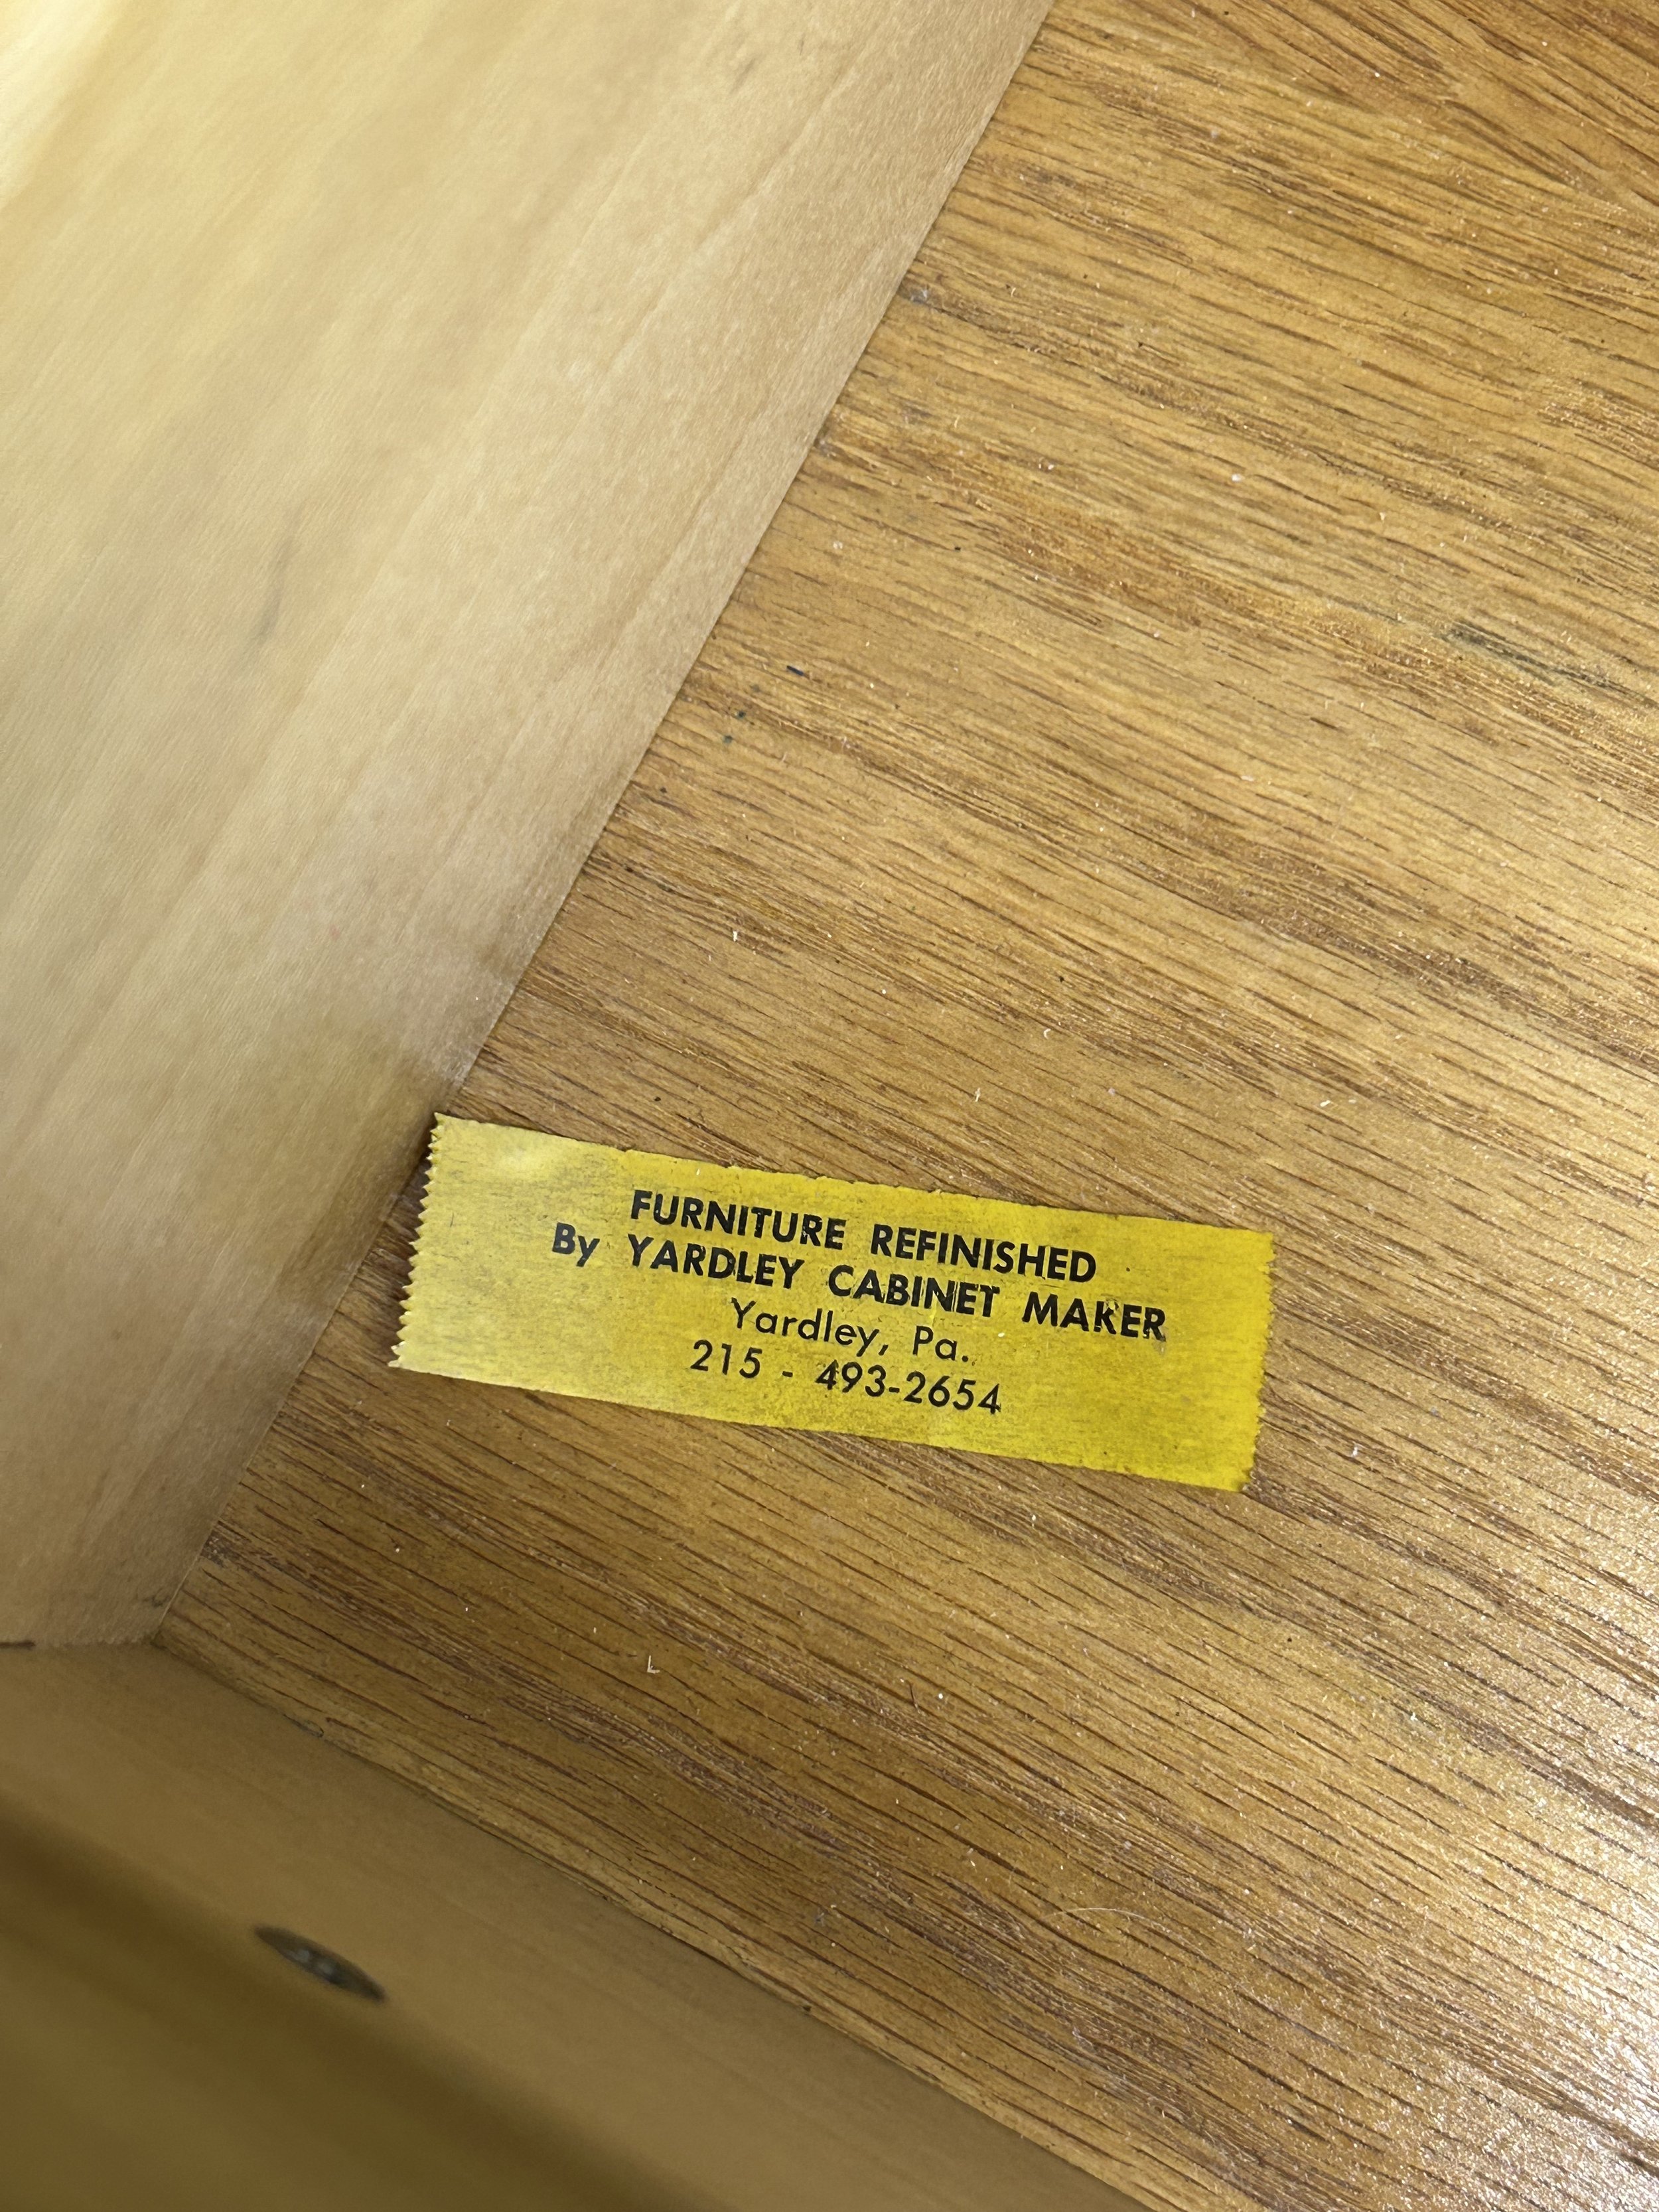 FURNITURE REFINISHED
By YARDLEY CABINET MAKER
Yardley, Pa.
215 - 493-2654